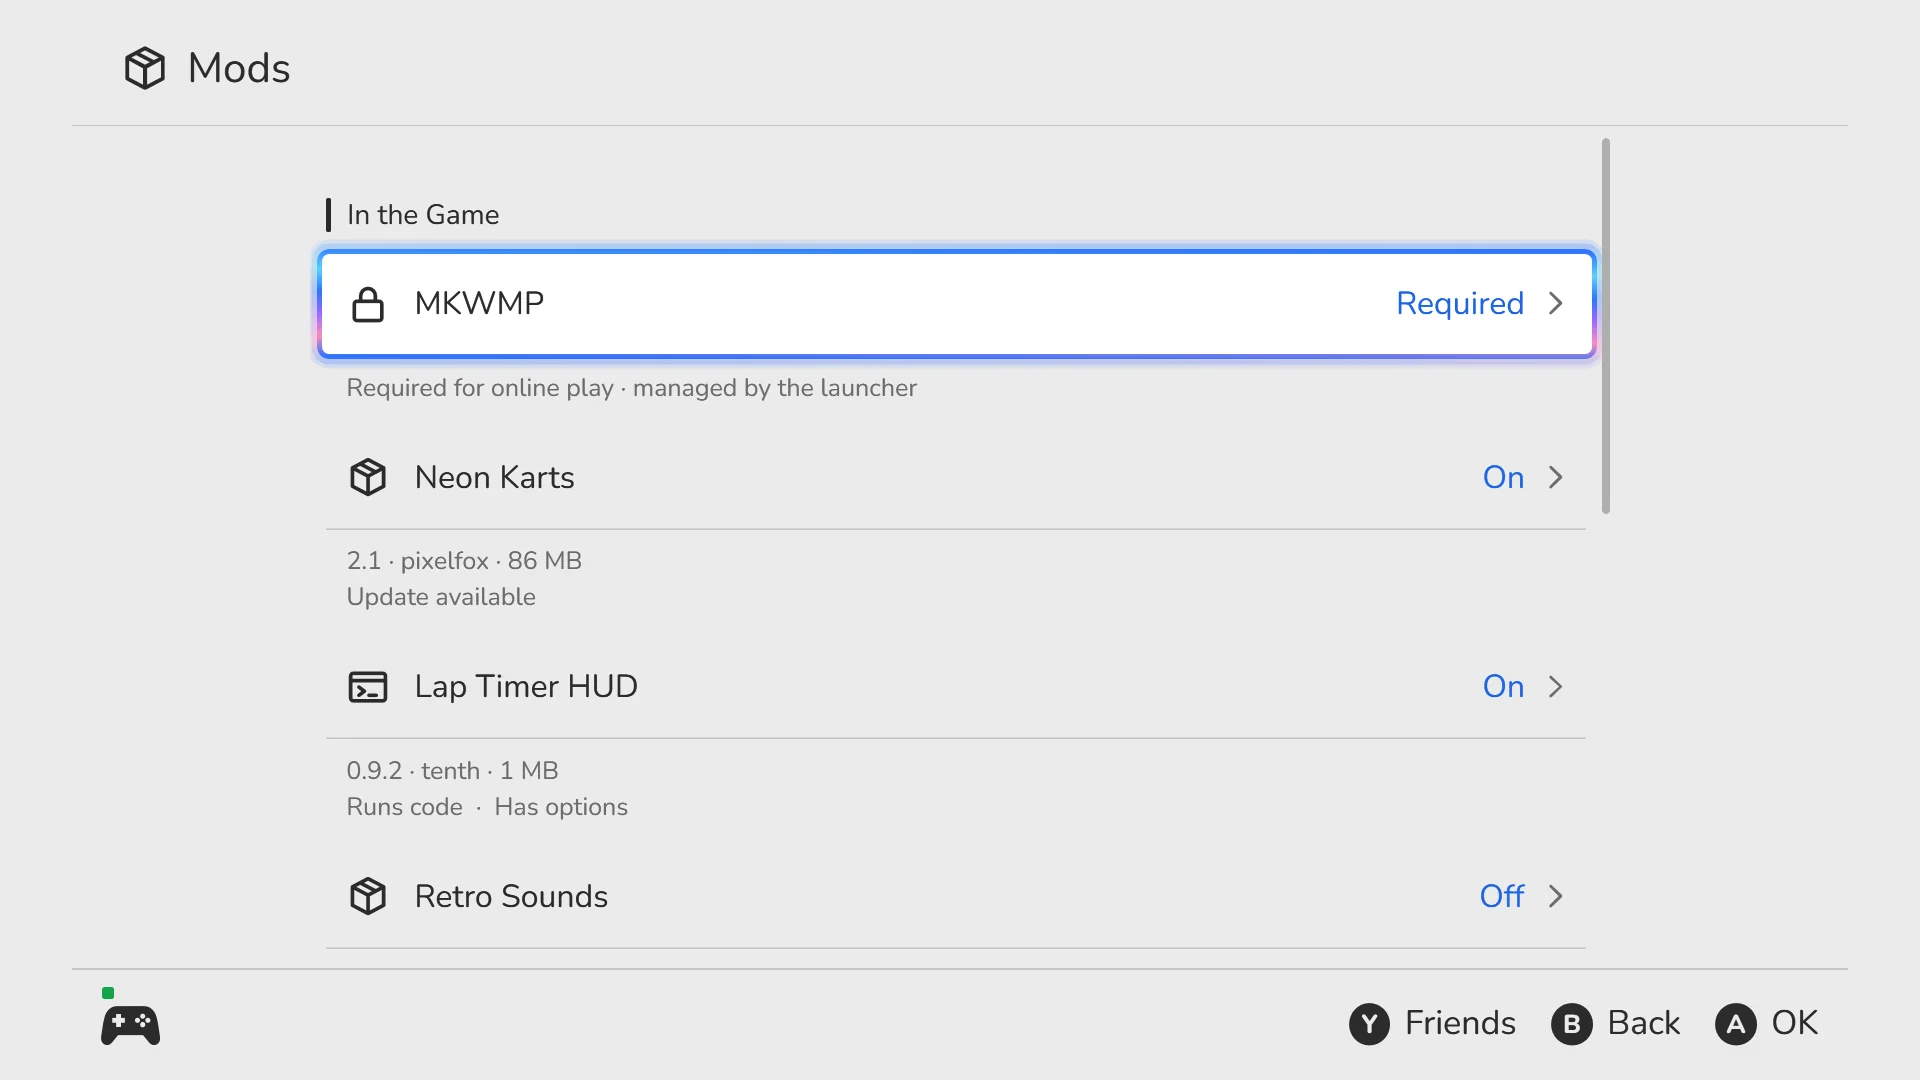 Mods
In the Game
MKWMP Required
Required for online play · managed by the launcher
Neon Karts On
2.1 · pixelfox · 86 MB
Update available
Lap Timer HUD On
0.9.2 · tenth · 1 MB
Runs code · Has options
Retro Sounds Off
Y Friends B Back A OK